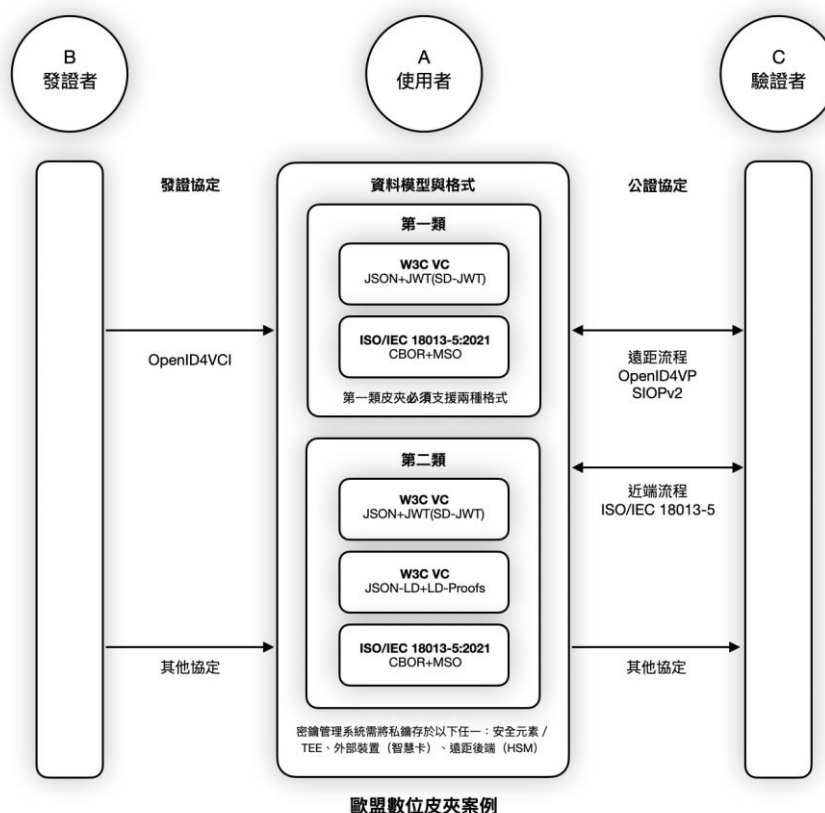 B
發證者
A
使用者
C
驗證者
發證協定
資料模型與格式
公證協定
第一類
W3C VC
JSON+JWT(SD-JWT)
ISO/IEC 18013-5:2021
CBOR+MSO
第一類皮夾必須支援兩種格式
OpenID4VCI
遠距流程
OpenID4VP
SIOPv2
第二類
W3C VC
JSON+JWT(SD-JWT)
近端流程
ISO/IEC 18013-5
W3C VC
JSON-LD+LD-Proofs
ISO/IEC 18013-5:2021
CBOR+MSO
其他協定
其他協定
密鑰管理系統需將私鑰存於以下任一：安全元素 /
TEE、外部裝置（智慧卡）、遠距後端（HSM）
歐盟數位皮夾案例